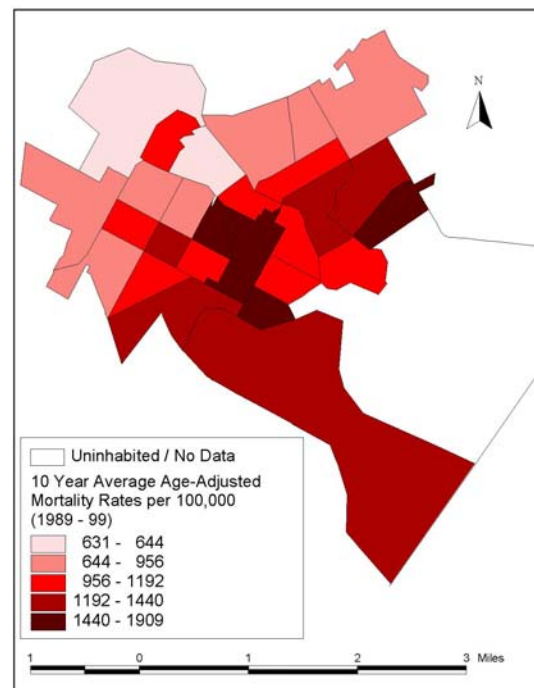 N
Uninhabited / No Data
10 Year Average Age-Adjusted
Mortality Rates per 100,000
(1989 - 99)
631 - 644
644 - 956
956 - 1192
1192 - 1440
1440 - 1909
1 0 1 2 3 Miles